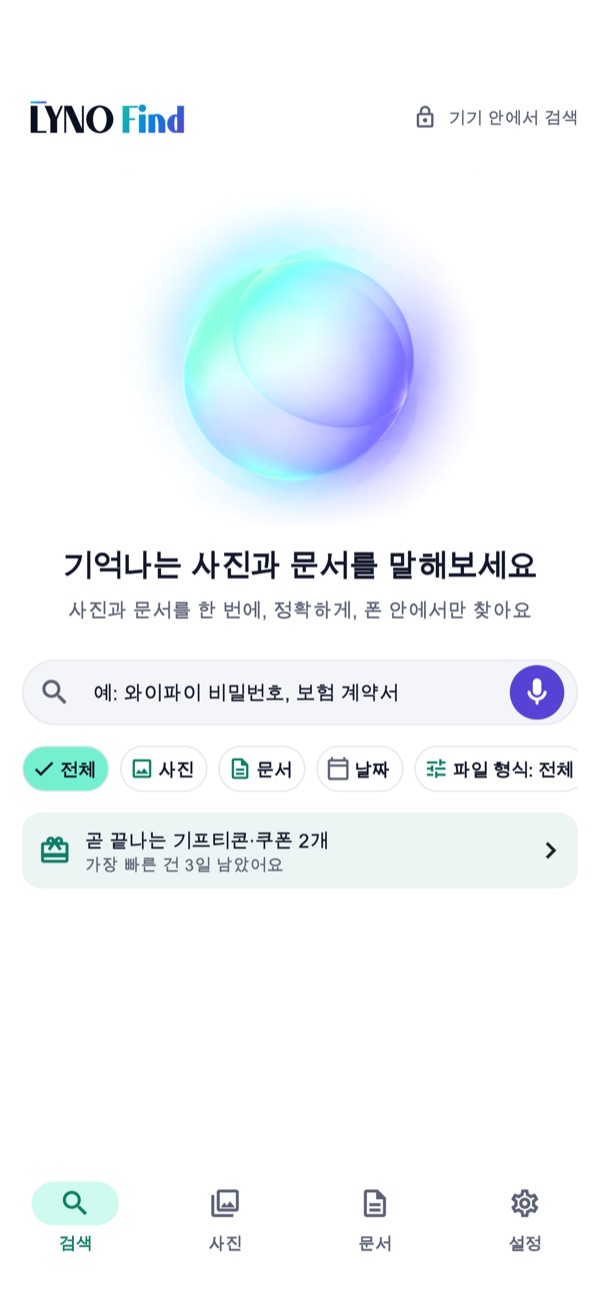 LYNO Find
기기 안에서 검색
기억나는 사진과 문서를 말해보세요
사진과 문서를 한 번에, 정확하게, 폰 안에서만 찾아요
예: 와이파이 비밀번호, 보험 계약서
전체
사진
문서
날짜
파일 형식: 전체
곧 끝나는 기프티콘·쿠폰 2개
가장 빠른 건 3일 남았어요
검색
사진
문서
설정